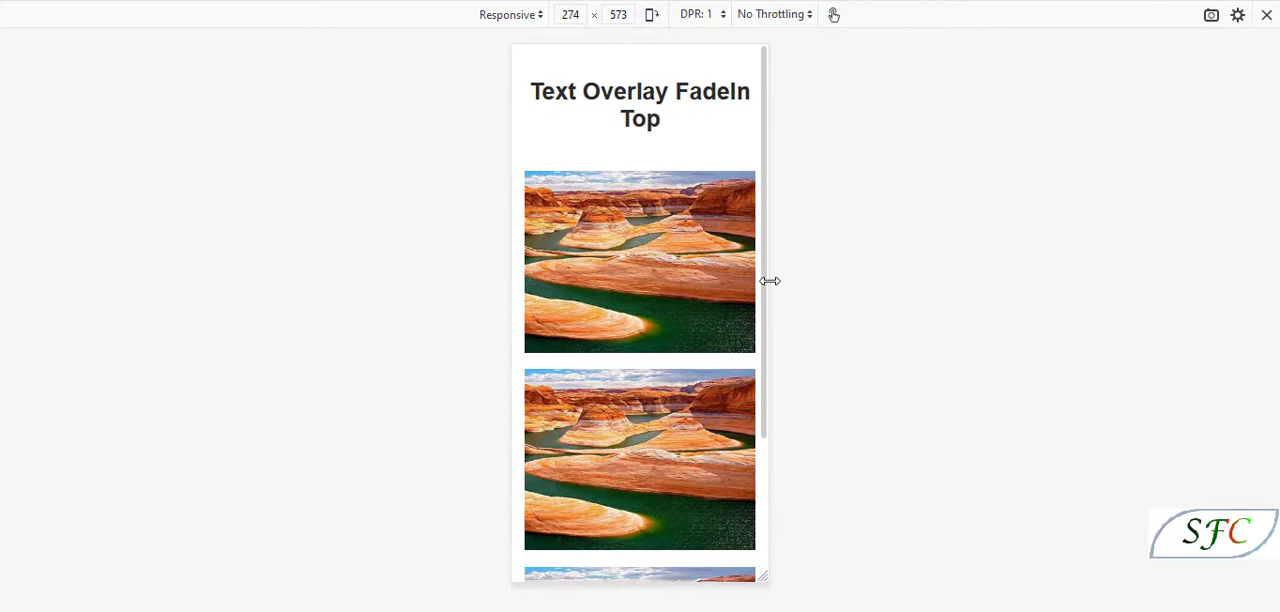 Responsive 274 × 573 DPR: 1 No Throttling
Text Overlay FadeIn
Top
SFC